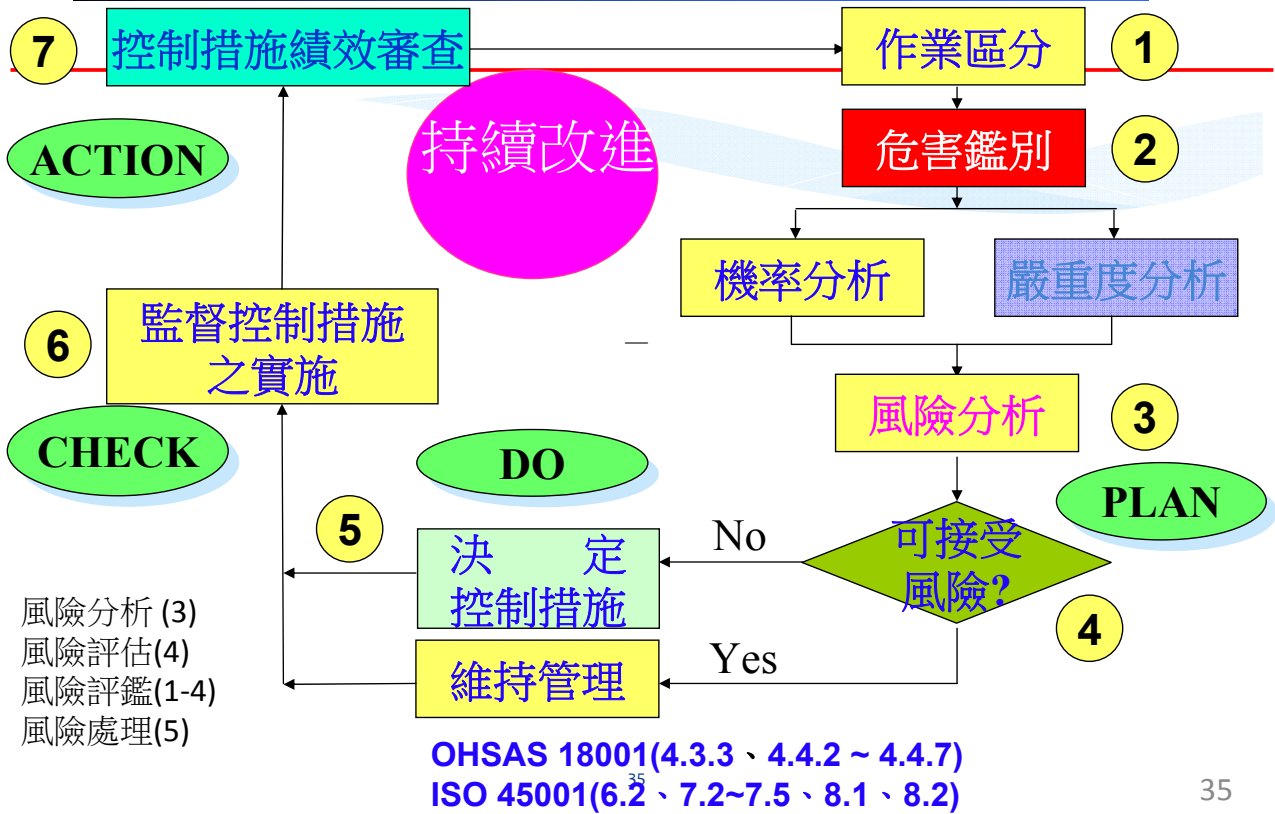 7
控制措施績效審查
作業區分
1
持續改進
危害鑑別
2
ACTION
機率分析
嚴重度分析
6
監督控制措施
之實施
風險分析
3
CHECK
DO
PLAN
5
決 定
控制措施
No
可接受
風險?
4
Yes
維持管理
風險分析 (3)
風險評估(4)
風險評鑑(1-4)
風險處理(5)
OHSAS 18001(4.3.3、4.4.2 ~ 4.4.7)
35
ISO 45001(6.2、7.2~7.5、8.1、8.2)
35